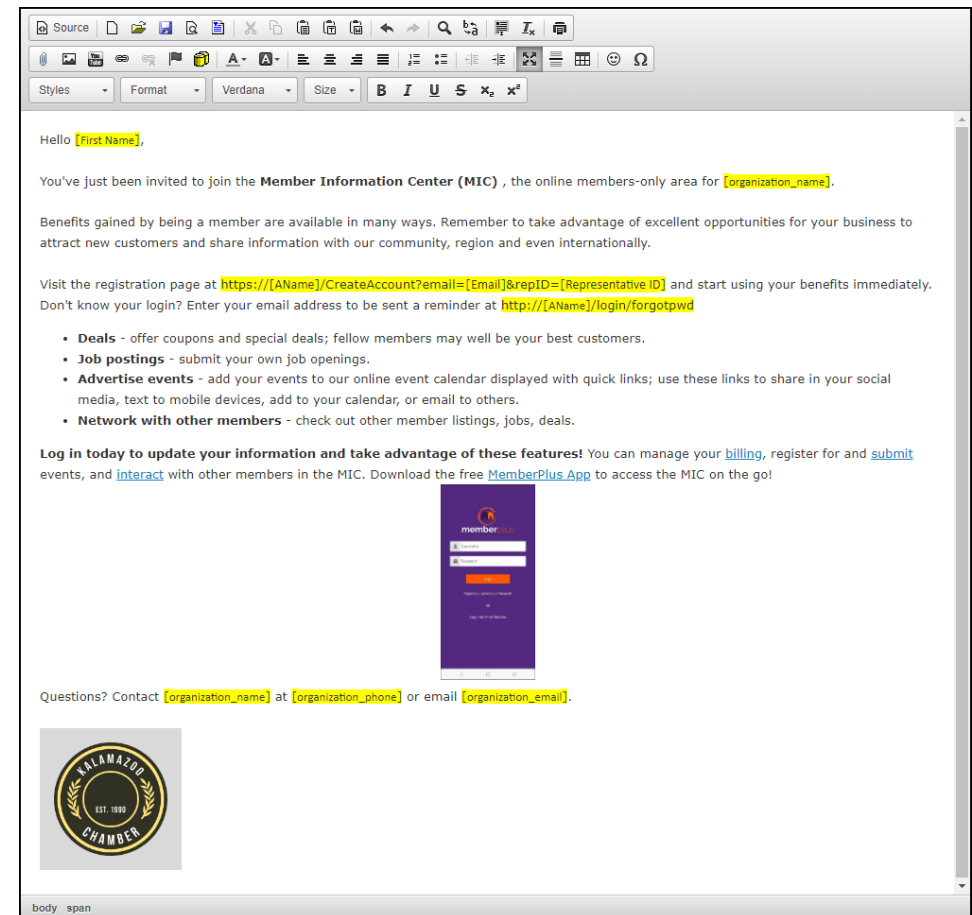 Source
Styles Format Verdana Size B I U S x₂ x²
Hello [First Name],
You've just been invited to join the Member Information Center (MIC) , the online members-only area for [organization_name].
Benefits gained by being a member are available in many ways. Remember to take advantage of excellent opportunities for your business to
attract new customers and share information with our community, region and even internationally.
Visit the registration page at https://[AName]/CreateAccount?email=[Email]&repID=[Representative ID] and start using your benefits immediately.
Don't know your login? Enter your email address to be sent a reminder at http://[AName]/login/forgotpwd
• Deals - offer coupons and special deals; fellow members may well be your best customers.
• Job postings - submit your own job openings.
• Advertise events - add your events to our online event calendar displayed with quick links; use these links to share in your social
media, text to mobile devices, add to your calendar, or email to others.
• Network with other members - check out other member listings, jobs, deals.
Log in today to update your information and take advantage of these features! You can manage your billing, register for and submit
events, and interact with other members in the MIC. Download the free MemberPlus App to access the MIC on the go!
memberplus
Username
Password
Login
Questions? Contact [organization_name] at [organization_phone] or email [organization_email].
KALAMAZOO
EST. 1990
CHAMBER
body span